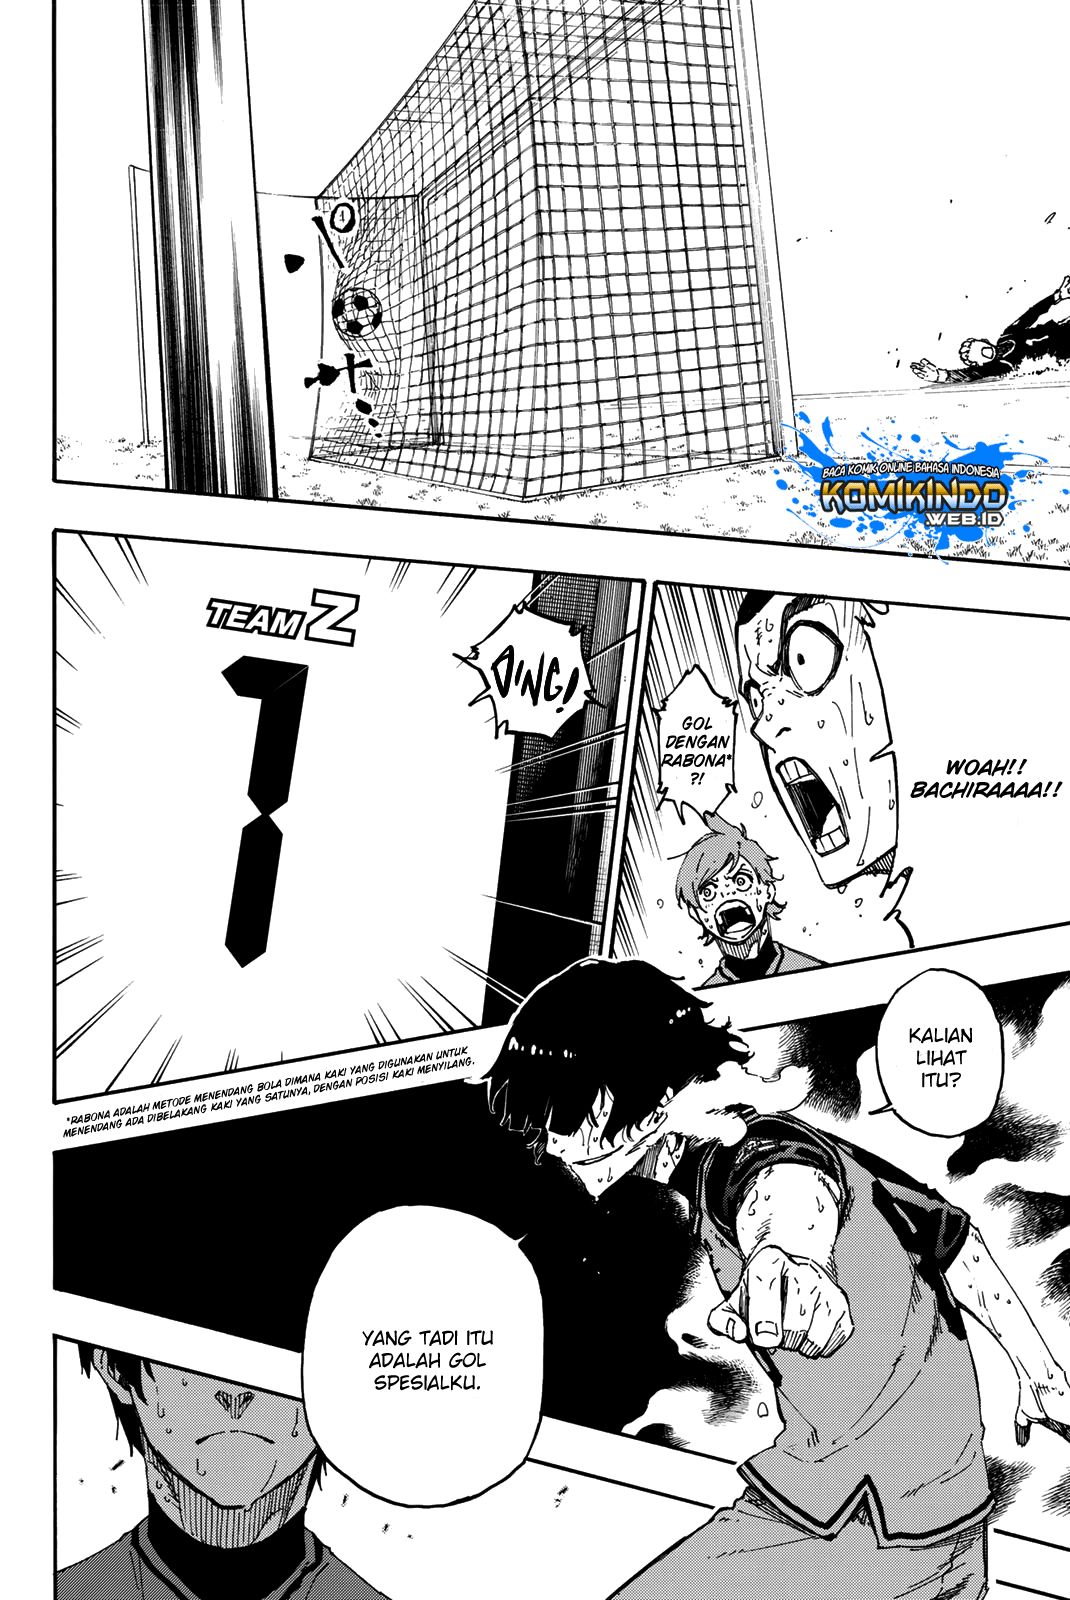 BACA KOMIK ONLINE BAHASA INDONESIA
KOMIKINDO
WEB.ID
WOAH!!
BACHIRAAAA!!
GOL
DENGAN
RABONA*
?!
DING!
TEAM Z
1
*RABONA ADALAH METODE MENENDANG BOLA DIMANA KAKI YANG DIGUNAKAN UNTUK
MENENDANG ADA DIBELAKANG KAKI YANG SATUNYA, DENGAN POSISI KAKI MENYILANG.
KALIAN
LIHAT
ITU?
YANG TADI ITU
ADALAH GOL
SPESIALKU.